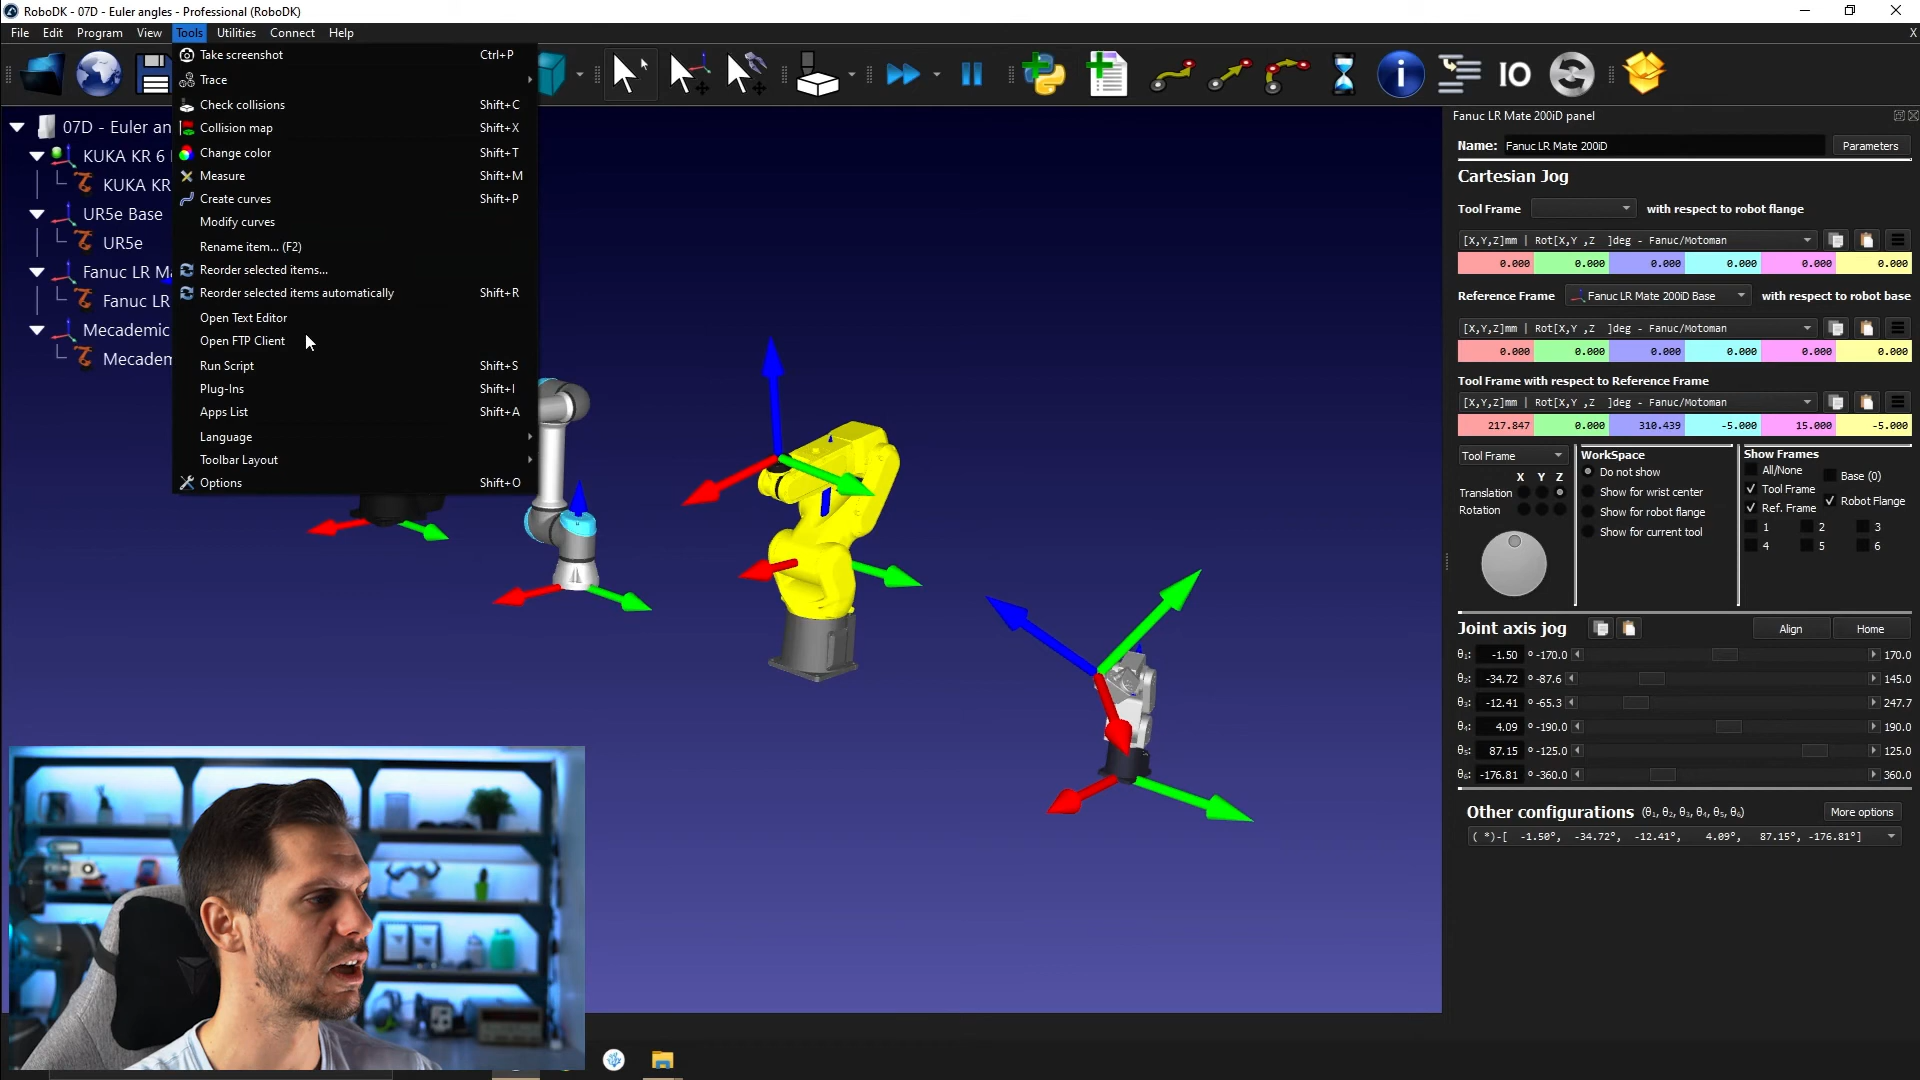 RoboDK - 07D - Euler angles - Professional (RoboDK)
File Edit Program View Tools Utilities Connect Help X
Take screenshot Ctrl+P
Trace
Check collisions Shift+C
Collision map Shift+X
Change color Shift+T
Measure Shift+M
Create curves Shift+P
Modify curves
Rename item... (F2)
Reorder selected items...
Reorder selected items automatically Shift+R
Open Text Editor
Open FTP Client
Run Script Shift+S
Plug-Ins Shift+I
Apps List Shift+A
Language
Toolbar Layout
Options Shift+O
IO
07D - Euler an
KUKA KR 6
KUKA KR
UR5e Base
UR5e
Fanuc LR Ma
Fanuc LR
Mecademic
Mecadem
Fanuc LR Mate 200iD panel
Name: Fanuc LR Mate 200iD Parameters
Cartesian Jog
Tool Frame with respect to robot flange
[X,Y,Z]mm | Rot[X,Y ,Z ]deg - Fanuc/Motoman
0.000 0.000 0.000 0.000 0.000 0.000
Reference Frame Fanuc LR Mate 200iD Base with respect to robot base
[X,Y,Z]mm | Rot[X,Y ,Z ]deg - Fanuc/Motoman
0.000 0.000 0.000 0.000 0.000 0.000
Tool Frame with respect to Reference Frame
[X,Y,Z]mm | Rot[X,Y ,Z ]deg - Fanuc/Motoman
217.847 0.000 310.439 -5.000 15.000 -5.000
Tool Frame
X Y Z
Translation
Rotation
WorkSpace
Do not show
Show for wrist center
Show for robot flange
Show for current tool
Show Frames
All/None Base (0)
Tool Frame Robot Flange
Ref. Frame
1 2 3
4 5 6
Joint axis jog Align Home
θ₁: -1.50 º -170.0 170.0
θ₂: -34.72 º -87.6 145.0
θ₃: -12.41 º -65.3 247.7
θ₄: 4.09 º -190.0 190.0
θ₅: 87.15 º -125.0 125.0
θ₆: -176.81 º -360.0 360.0
Other configurations (θ₁, θ₂, θ₃, θ₄, θ₅, θ₆) More options
( *)-[ -1.50°, -34.72°, -12.41°, 4.09°, 87.15°, -176.81°]